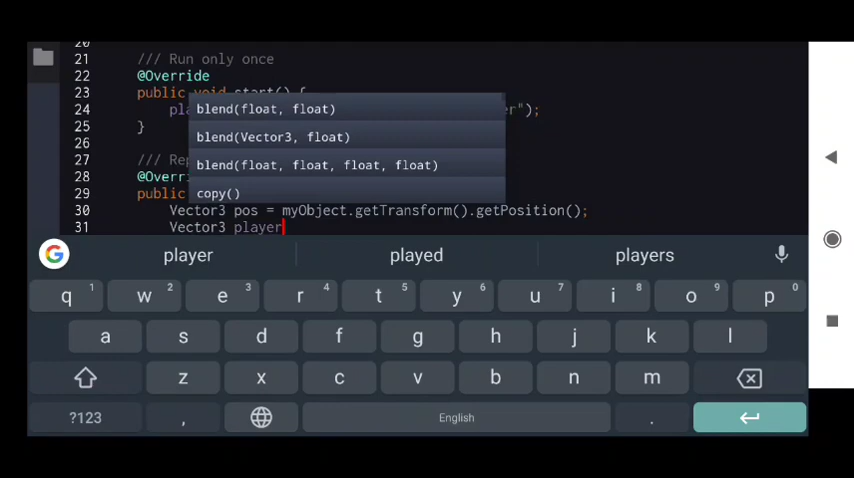 20
21 /// Run only once
22 @Override
23 public void start() {
24 pla er");
25 }
26
27 /// Re
28 @Overri
29 public
30 Vector3 pos = myObject.getTransform().getPosition();
31 Vector3 player
blend(float, float)
blend(Vector3, float)
blend(float, float, float, float)
copy()
G player played players
q 1 w 2 e 3 r 4 t 5 y 6 u 7 i 8 o 9 p 0
a s d f g h j k l
z x c v b n m
?123 , English .